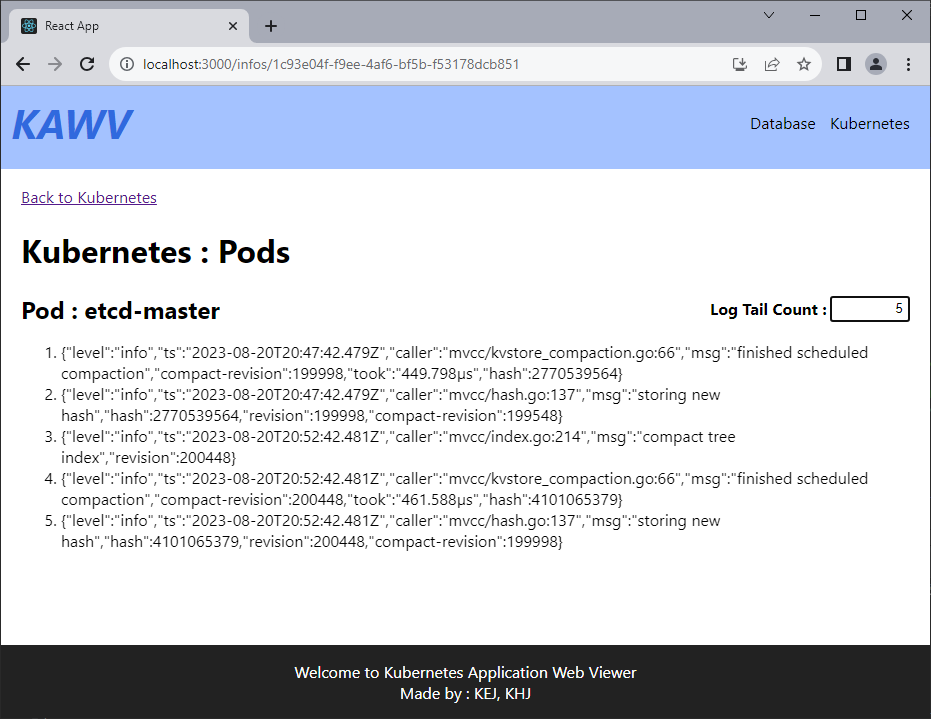 React App
localhost:3000/infos/1c93e04f-f9ee-4af6-bf5b-f53178dcb851
KAWV
Database Kubernetes
Back to Kubernetes
Kubernetes : Pods
Pod : etcd-master
Log Tail Count : 5
1. {"level":"info","ts":"2023-08-20T20:47:42.479Z","caller":"mvcc/kvstore_compaction.go:66","msg":"finished scheduled
compaction","compact-revision":199998,"took":"449.798µs","hash":2770539564}
2. {"level":"info","ts":"2023-08-20T20:47:42.479Z","caller":"mvcc/hash.go:137","msg":"storing new
hash","hash":2770539564,"revision":199998,"compact-revision":199548}
3. {"level":"info","ts":"2023-08-20T20:52:42.481Z","caller":"mvcc/index.go:214","msg":"compact tree
index","revision":200448}
4. {"level":"info","ts":"2023-08-20T20:52:42.481Z","caller":"mvcc/kvstore_compaction.go:66","msg":"finished scheduled
compaction","compact-revision":200448,"took":"461.588µs","hash":4101065379}
5. {"level":"info","ts":"2023-08-20T20:52:42.481Z","caller":"mvcc/hash.go:137","msg":"storing new
hash","hash":4101065379,"revision":200448,"compact-revision":199998}
Welcome to Kubernetes Application Web Viewer
Made by : KEJ, KHJ